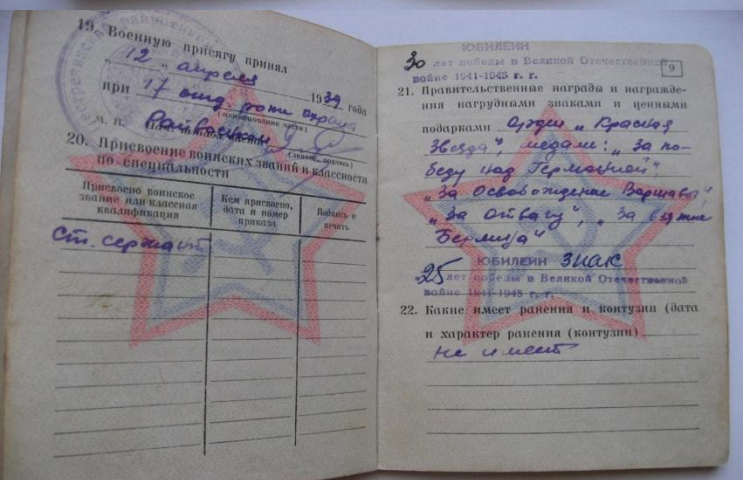 19. Военную присягу принял
„ 12 „ апреля 1939 года
при 17 отд. роти охраны
(наименование части)
М. П.
20. Присвоение воинских званий и классности
по специальности
Присвоено воинское
звание или классная
квалификация
Кем присвоено,
дата и номер
приказа
Подпись и
печать
Ст. сержант
ЮБИЛЕЙН
30 лет победы в Великой Отечественной
войне 1941-1945 г. г.
9
21. Правительственные награды и награжде-
ния нагрудными знаками и ценными
подарками Орден „Красная
Звезда", медали: „За по-
беду над Германией"
„За Освобождение Варшавы",
„За отвагу", „За взятие
Берлина"
ЮБИЛЕЙН ЗНАК
25 лет победы в Великой Отечественной
войне 1941-1945 г. г.
22. Какие имеет ранения и контузии (дата
и характер ранения (контузии)
не имеет